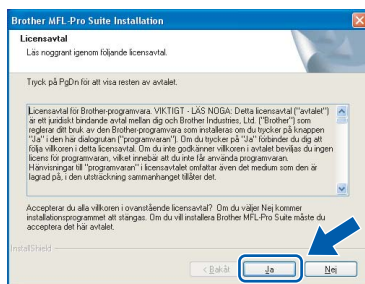 Brother MFL-Pro Suite Installation
Licensavtal
Läs noggrant igenom följande licensavtal.
Tryck på PgDn för att visa resten av avtalet.
Licensavtal för Brother-programvara. VIKTIGT - LÄS NOGA: Detta licensavtal ("avtalet")
är ett juridiskt bindande avtal mellan dig och Brother Industries, Ltd. ("Brother") som
reglerar ditt bruk av den Brother-programvara som installeras om du trycker på knappen
"Ja" i den här dialogrutan ("programvaran"). Om du trycker på "Ja" förbinder du dig att
följa villkoren i detta avtal. Om du inte godkänner villkoren i avtalet beviljas du ingen
licens för programvaran, vilket innebär att du inte får använda programvaran.
Hänvisningar till "programvaran" i licensavtalet omfattar även det medium som den är
lagrad på, i den utsträckning sammanhanget tillåter det.
Accepterar du alla villkoren i ovanstående licensavtal? Om du väljer Nej kommer
installationsprogrammet att stängas. Om du vill installera Brother MFL-Pro Suite måste du
acceptera det här avtalet.
InstallShield
< Bakåt
Ja
Nej